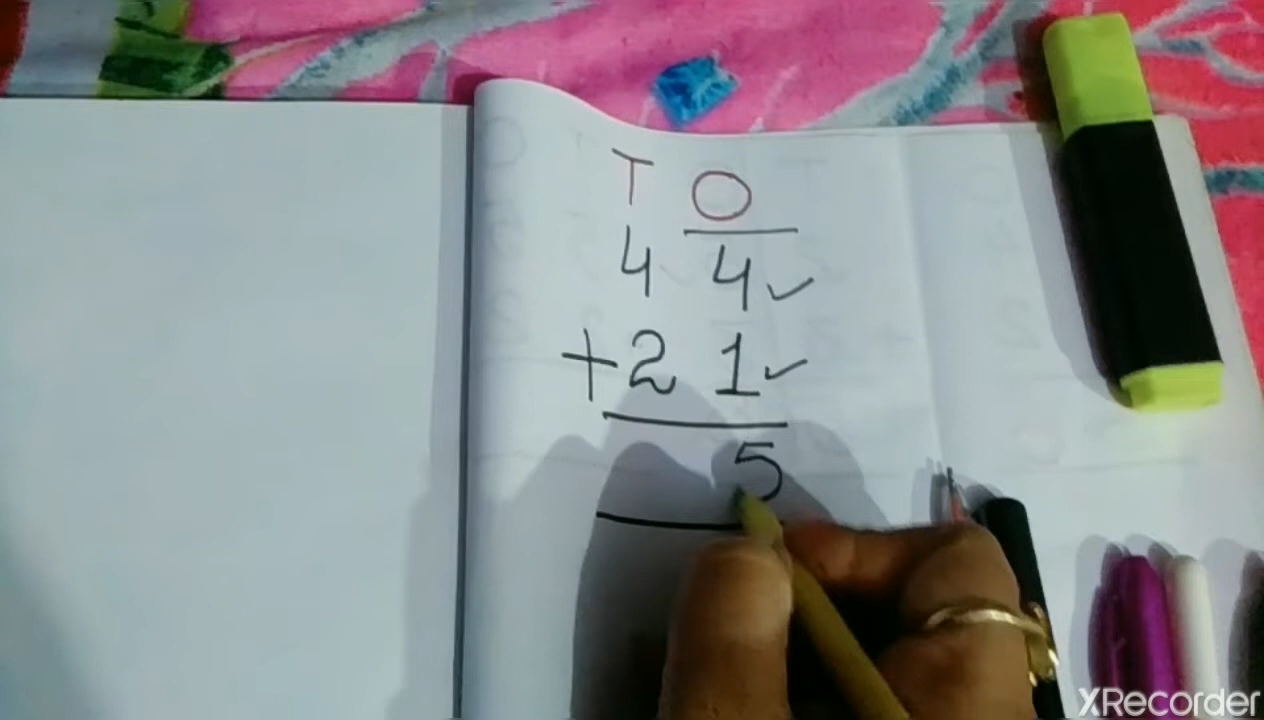 T O
4 4 ✓
+ 2 1 ✓
5
XRecorder